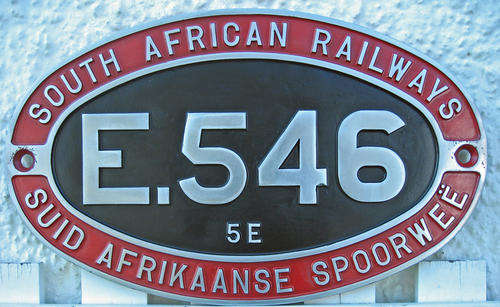 SOUTH AFRICAN RAILWAYS
E.546
5E
SUID AFRIKAANSE SPOORWEË